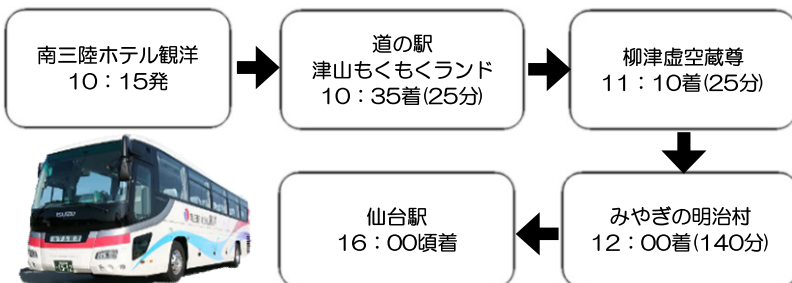 南三陸ホテル観洋
10：15発
道の駅
津山もくもくランド
10：35着(25分)
柳津虚空蔵尊
11：10着(25分)
みやぎの明治村
12：00着(140分)
仙台駅
16：00頃着
ISUZU